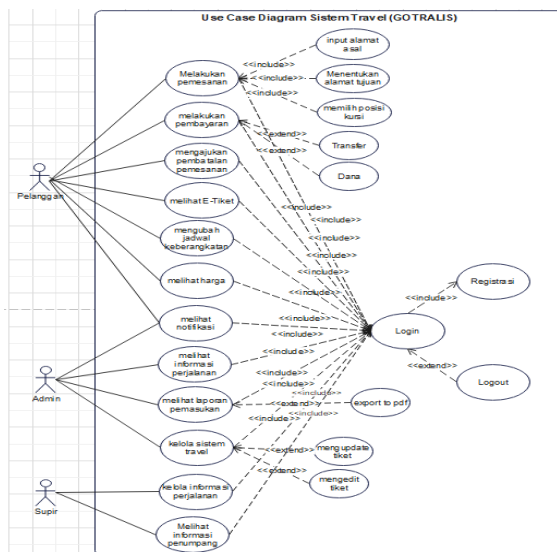 Use Case Diagram Sistem Travel (GOTRALIS)
input alamat
asal
<<include>>
Melakukan
pemesanan
<<include>>
Menentukan
alamat tujuan
<<include>>
memilih posisi
kursi
melakukan
pembayaran
<<extend>>
Transfer
<<extend>>
Dana
mengajukan
pembatalan
pemesanan
Pelanggan
melihat E-Tiket
<<include>>
<<include>>
mengubah
jadwal
keberangkatan
<<include>>
<<include>>
<<include>>
melihat harga
Registrasi
<<include>>
<<include>>
melihat
notifikasi
<<include>>
Login
melihat
informasi
perjalanan
<<include>>
<<include>>
<<extend>>
Logout
Admin
melihat laporan
pemasukan
<<include>>
<<extend>>
export to pdf
<<include>>
<<include>>
kelola sistem
travel
<<extend>>
mengupdate
tiket
<<extend>>
mengedit
tiket
kelola informasi
perjalanan
Supir
Melihat
informasi
penumpang